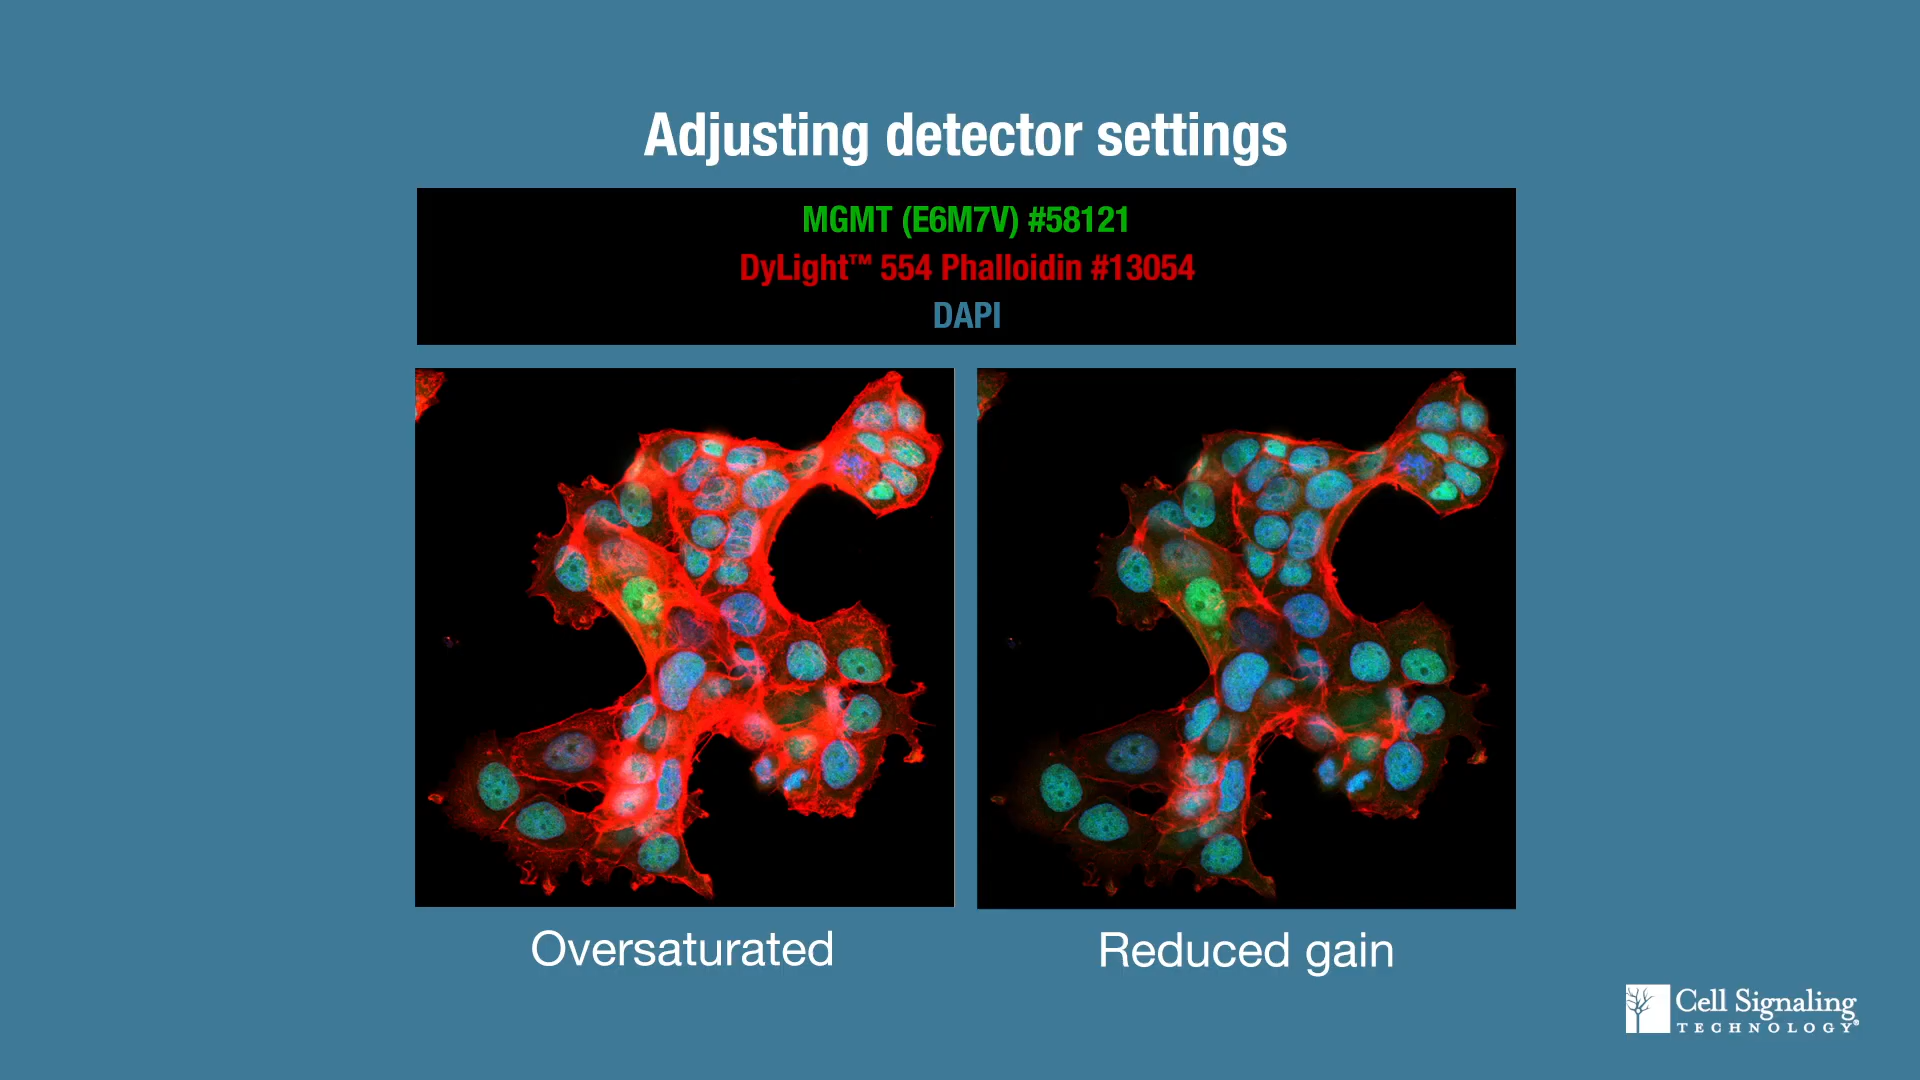 Adjusting detector settings
MGMT (E6M7V) #58121
DyLight™ 554 Phalloidin #13054
DAPI
Oversaturated
Reduced gain
Cell Signaling
TECHNOLOGY®